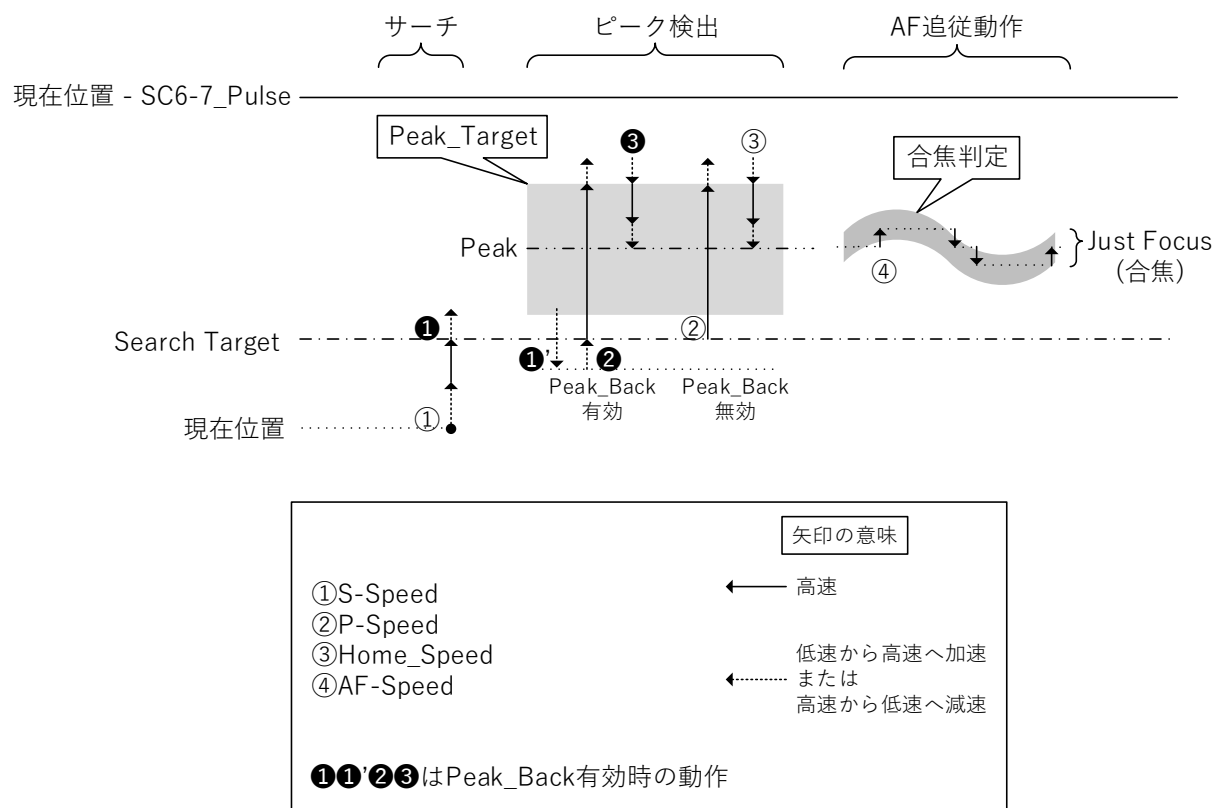 サーチ
ピーク検出
AF追従動作
現在位置 - SC6-7_Pulse
Peak_Target
❸
③
合焦判定
Peak
④
Just Focus
(合焦)
❶
②
Search Target
❶'
❷
Peak_Back
有効
Peak_Back
無効
現在位置
①
矢印の意味
高速
①S-Speed
②P-Speed
③Home_Speed
④AF-Speed
低速から高速へ加速
または
高速から低速へ減速
❶❶'❷❸はPeak_Back有効時の動作